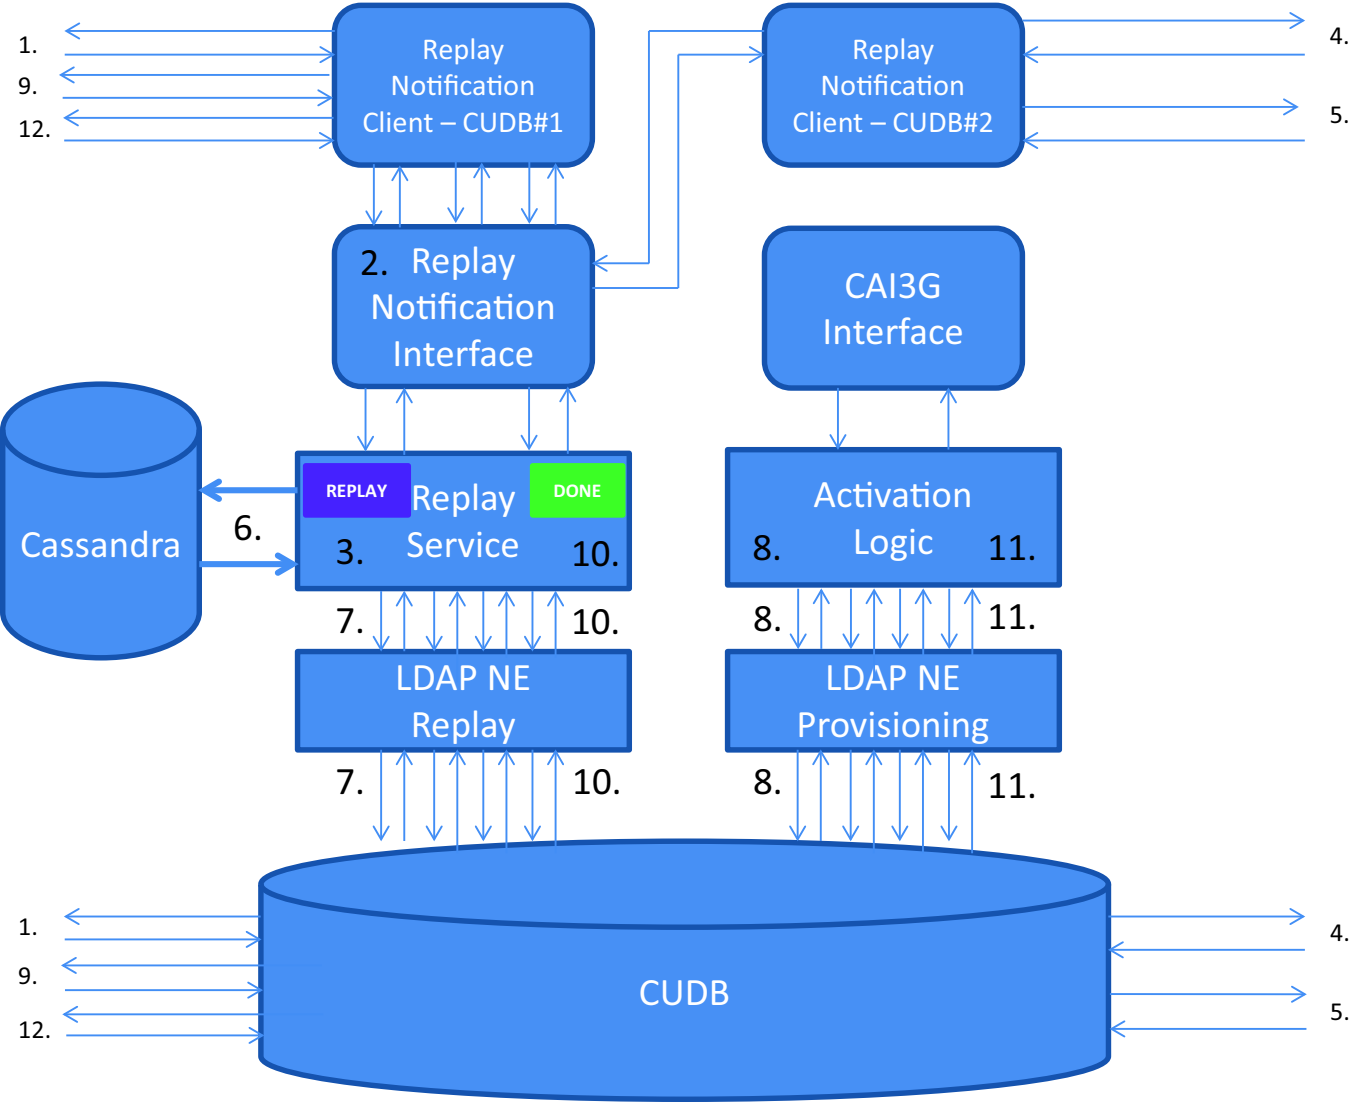 1.
9.
12.
Replay
Notification
Client – CUDB#1
Replay
Notification
Client – CUDB#2
4.
5.
2. Replay
Notification
Interface
CAI3G
Interface
Cassandra
6.
REPLAY
Replay
Service
DONE
3.
10.
Activation
Logic
8.
11.
7.
10.
8.
11.
LDAP NE
Replay
LDAP NE
Provisioning
7.
10.
8.
11.
1.
9.
12.
CUDB
4.
5.